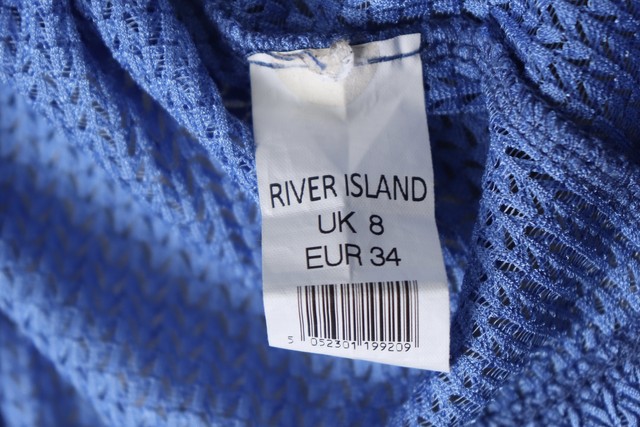 RIVER ISLAND
UK 8
EUR 34
5 052301 199209